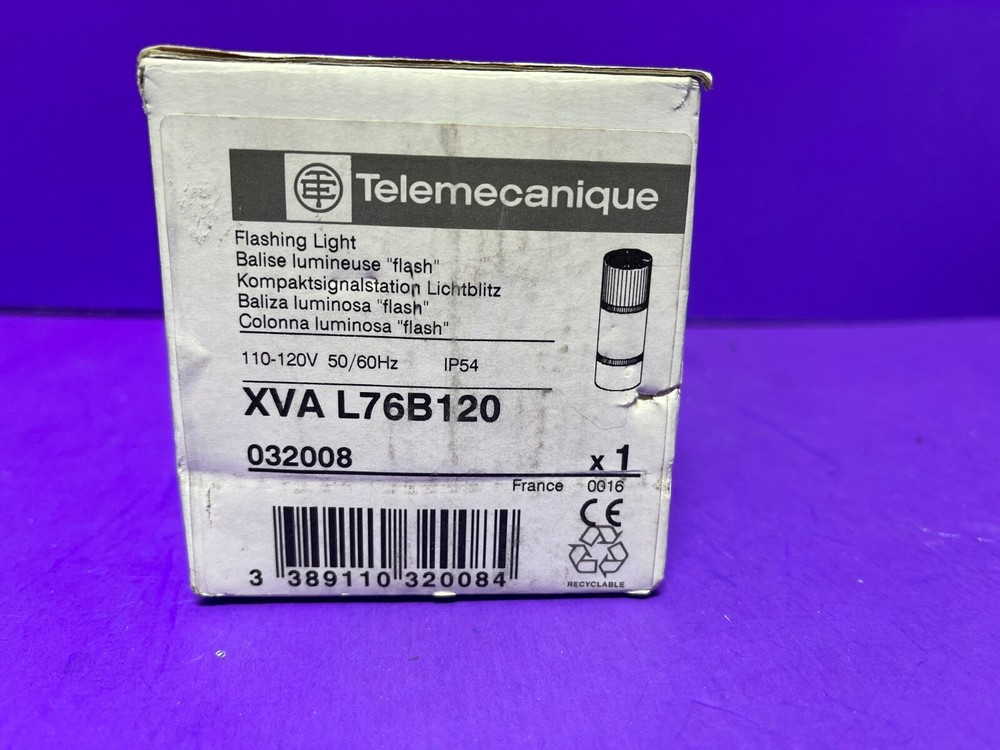 Telemecanique
Flashing Light
Balise lumineuse "flash"
Kompaktsignalstation Lichtblitz
Baliza luminosa "flash"
Colonna luminosa "flash"
110-120V 50/60Hz IP54
XVA L76B120
032008 x 1
France 0016
CE
3 389110 320084
RECYCLABLE